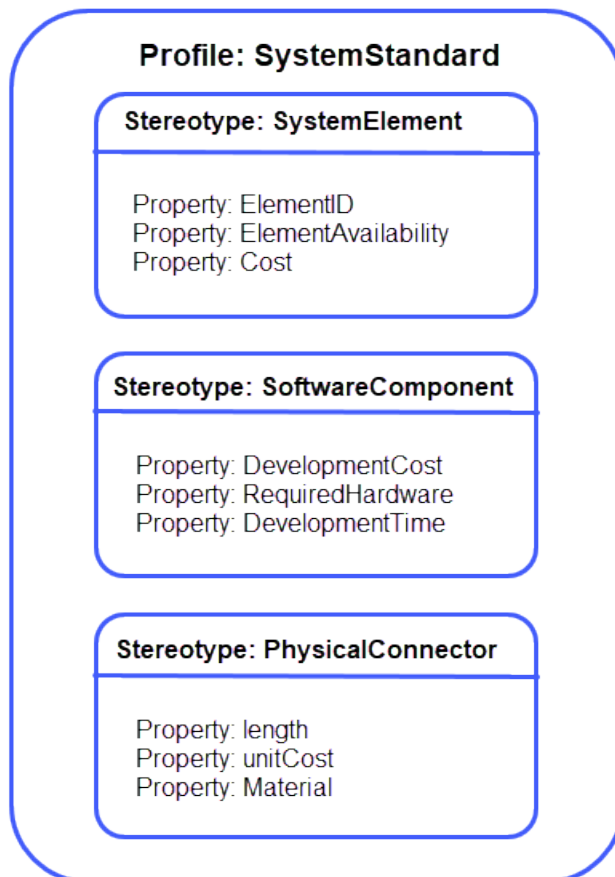 Profile: SystemStandard
Stereotype: SystemElement
Property: ElementID
Property: ElementAvailability
Property: Cost
Stereotype: SoftwareComponent
Property: DevelopmentCost
Property: RequiredHardware
Property: DevelopmentTime
Stereotype: PhysicalConnector
Property: length
Property: unitCost
Property: Material